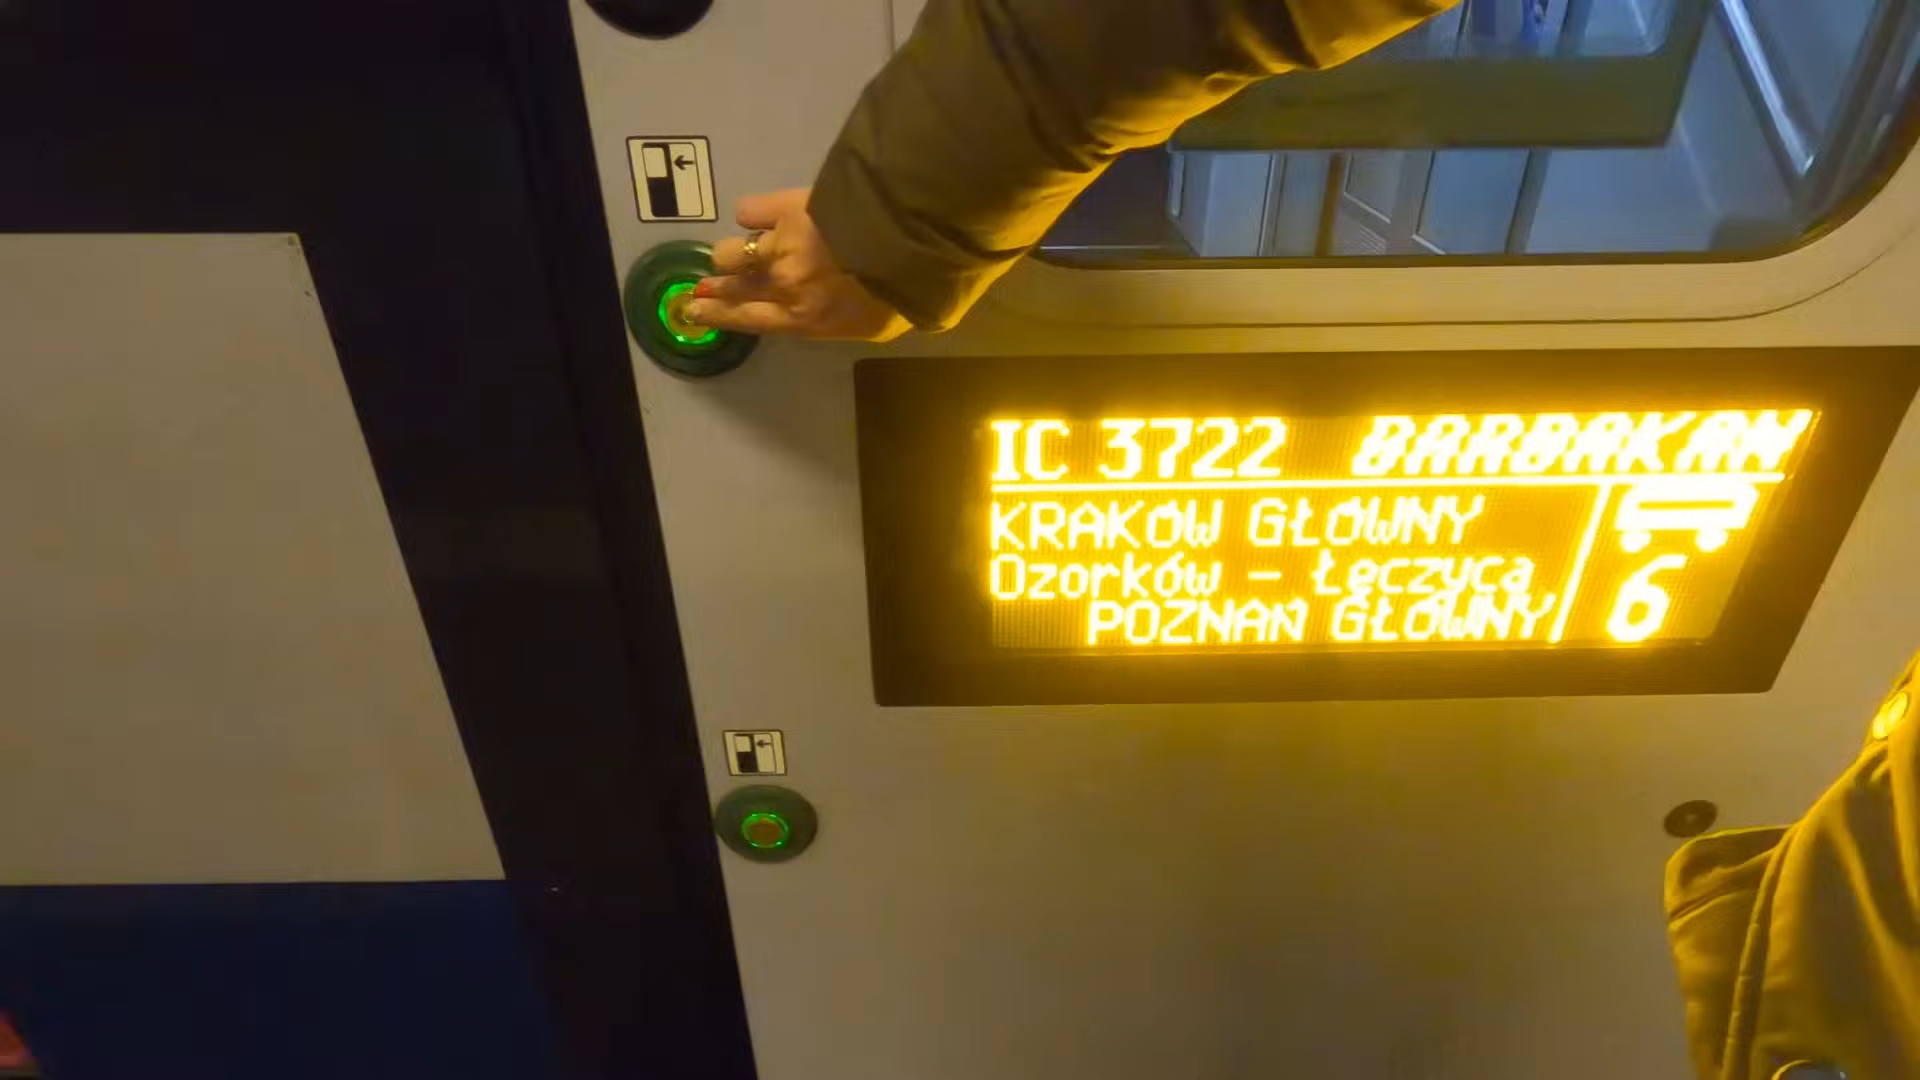 IC 3722 BARBAKAN
KRAKÓW GŁÓWNY
Ozorków - Łęczyca
POZNAŃ GŁÓWNY
6